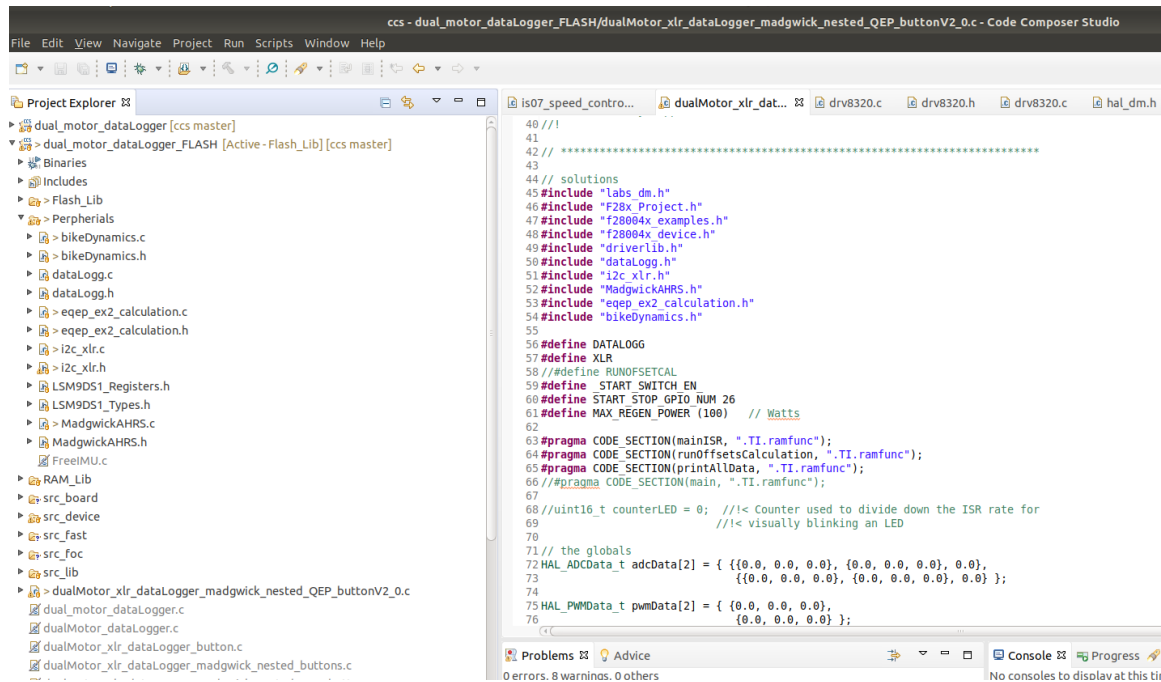 ccs - dual_motor_dataLogger_FLASH/dualMotor_xlr_dataLogger_madgwick_nested_QEP_buttonV2_0.c - Code Composer Studio
File Edit View Navigate Project Run Scripts Window Help
Project Explorer
dual_motor_dataLogger [ccs master]
> dual_motor_dataLogger_FLASH [Active - Flash_Lib] [ccs master]
Binaries
Includes
> Flash_Lib
> Perpherials
> bikeDynamics.c
> bikeDynamics.h
dataLogg.c
dataLogg.h
> eqep_ex2_calculation.c
> eqep_ex2_calculation.h
> i2c_xlr.c
> i2c_xlr.h
LSM9DS1_Registers.h
LSM9DS1_Types.h
> MadgwickAHRS.c
MadgwickAHRS.h
FreeIMU.c
RAM_Lib
src_board
src_device
src_fast
src_foc
src_lib
> dualMotor_xlr_dataLogger_madgwick_nested_QEP_buttonV2_0.c
dual_motor_dataLogger.c
dualMotor_dataLogger.c
dualMotor_xlr_dataLogger_button.c
dualMotor_xlr_dataLogger_madgwick_nested_buttons.c
is07_speed_contro... dualMotor_xlr_dat... drv8320.c drv8320.h drv8320.c hal_dm.h
40 //!
41
42 // **************************************************************************
43
44 // solutions
45 #include "labs_dm.h"
46 #include "F28x_Project.h"
47 #include "f28004x_examples.h"
48 #include "f28004x_device.h"
49 #include "driverlib.h"
50 #include "dataLogg.h"
51 #include "i2c_xlr.h"
52 #include "MadgwickAHRS.h"
53 #include "eqep_ex2_calculation.h"
54 #include "bikeDynamics.h"
55
56 #define DATALOGG
57 #define XLR
58 //#define RUNOFSETCAL
59 #define _START_SWITCH_EN_
60 #define START_STOP_GPIO_NUM 26
61 #define MAX_REGEN_POWER (100) // Watts
62
63 #pragma CODE_SECTION(mainISR, ".TI.ramfunc");
64 #pragma CODE_SECTION(runOffsetsCalculation, ".TI.ramfunc");
65 #pragma CODE_SECTION(printAllData, ".TI.ramfunc");
66 //#pragma CODE_SECTION(main, ".TI.ramfunc");
67
68 //uint16_t counterLED = 0; //!< Counter used to divide down the ISR rate for
69 //!< visually blinking an LED
70
71 // the globals
72 HAL_ADCData_t adcData[2] = { {{0.0, 0.0, 0.0}, {0.0, 0.0, 0.0}, 0.0},
73 {{0.0, 0.0, 0.0}, {0.0, 0.0, 0.0}, 0.0} };
74
75 HAL_PWMData_t pwmData[2] = { {0.0, 0.0, 0.0},
76 {0.0, 0.0, 0.0} };
Problems Advice
0 errors, 8 warnings, 0 others
Console Progress
No consoles to display at this ti